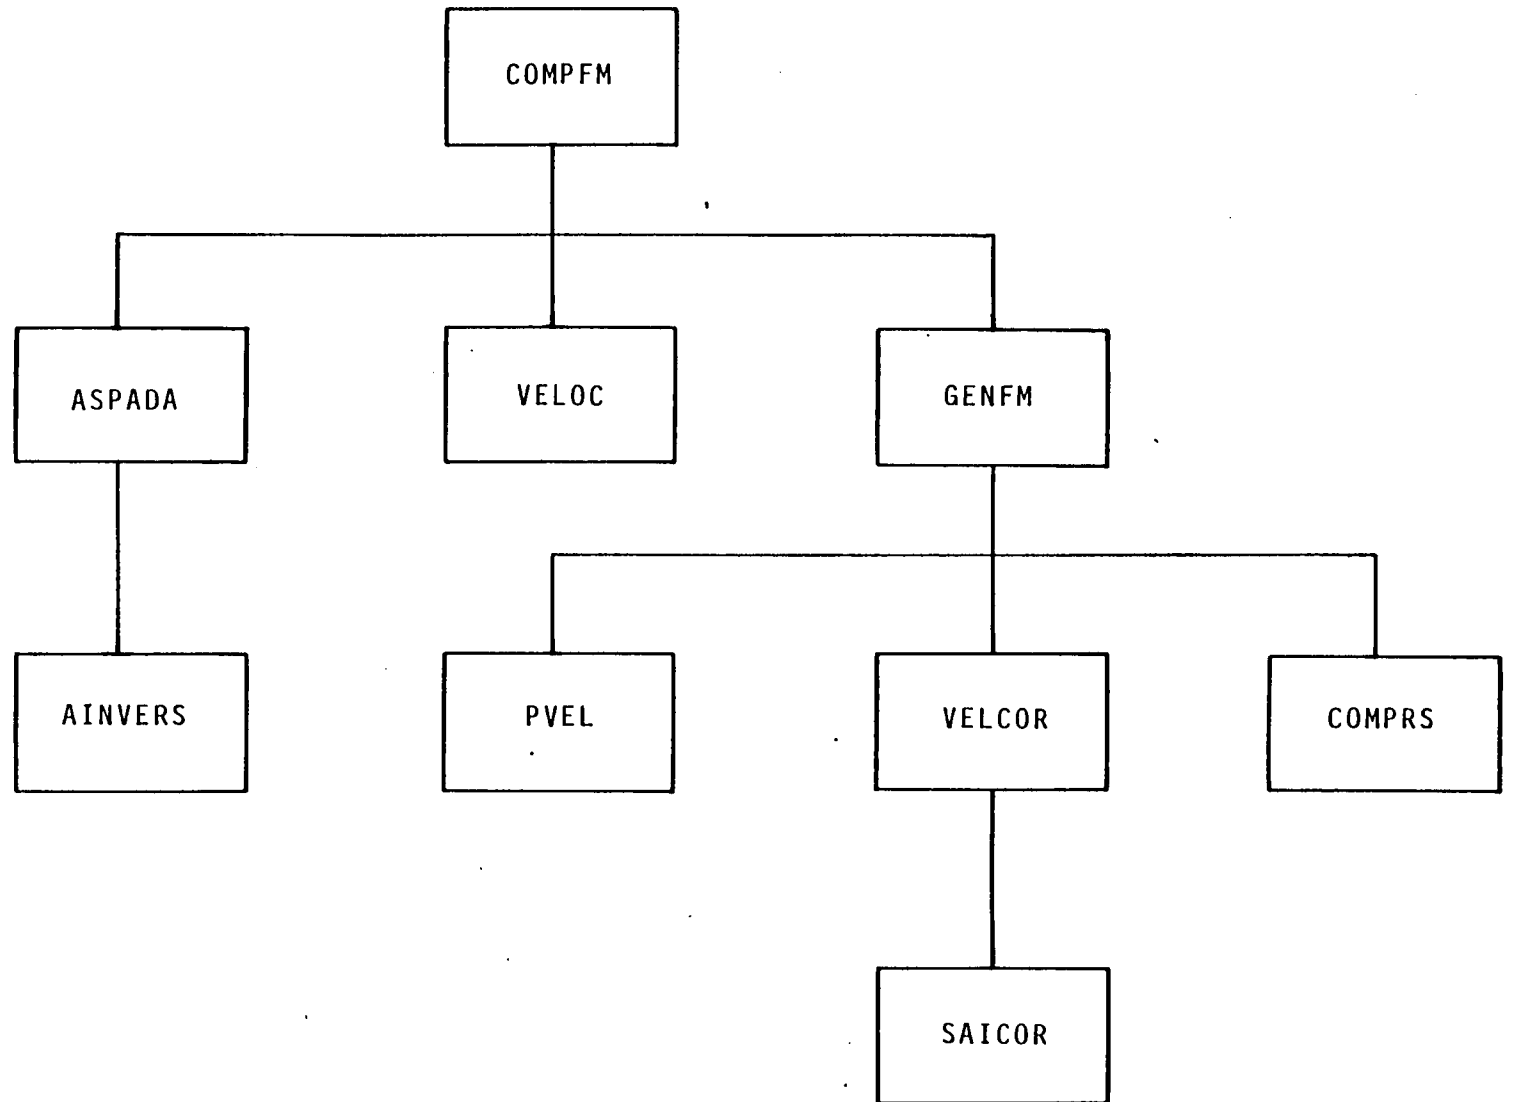 COMPFM
ASPADA
VELOC
GENFM
AINVERS
PVEL
VELCOR
COMPRS
SAICOR